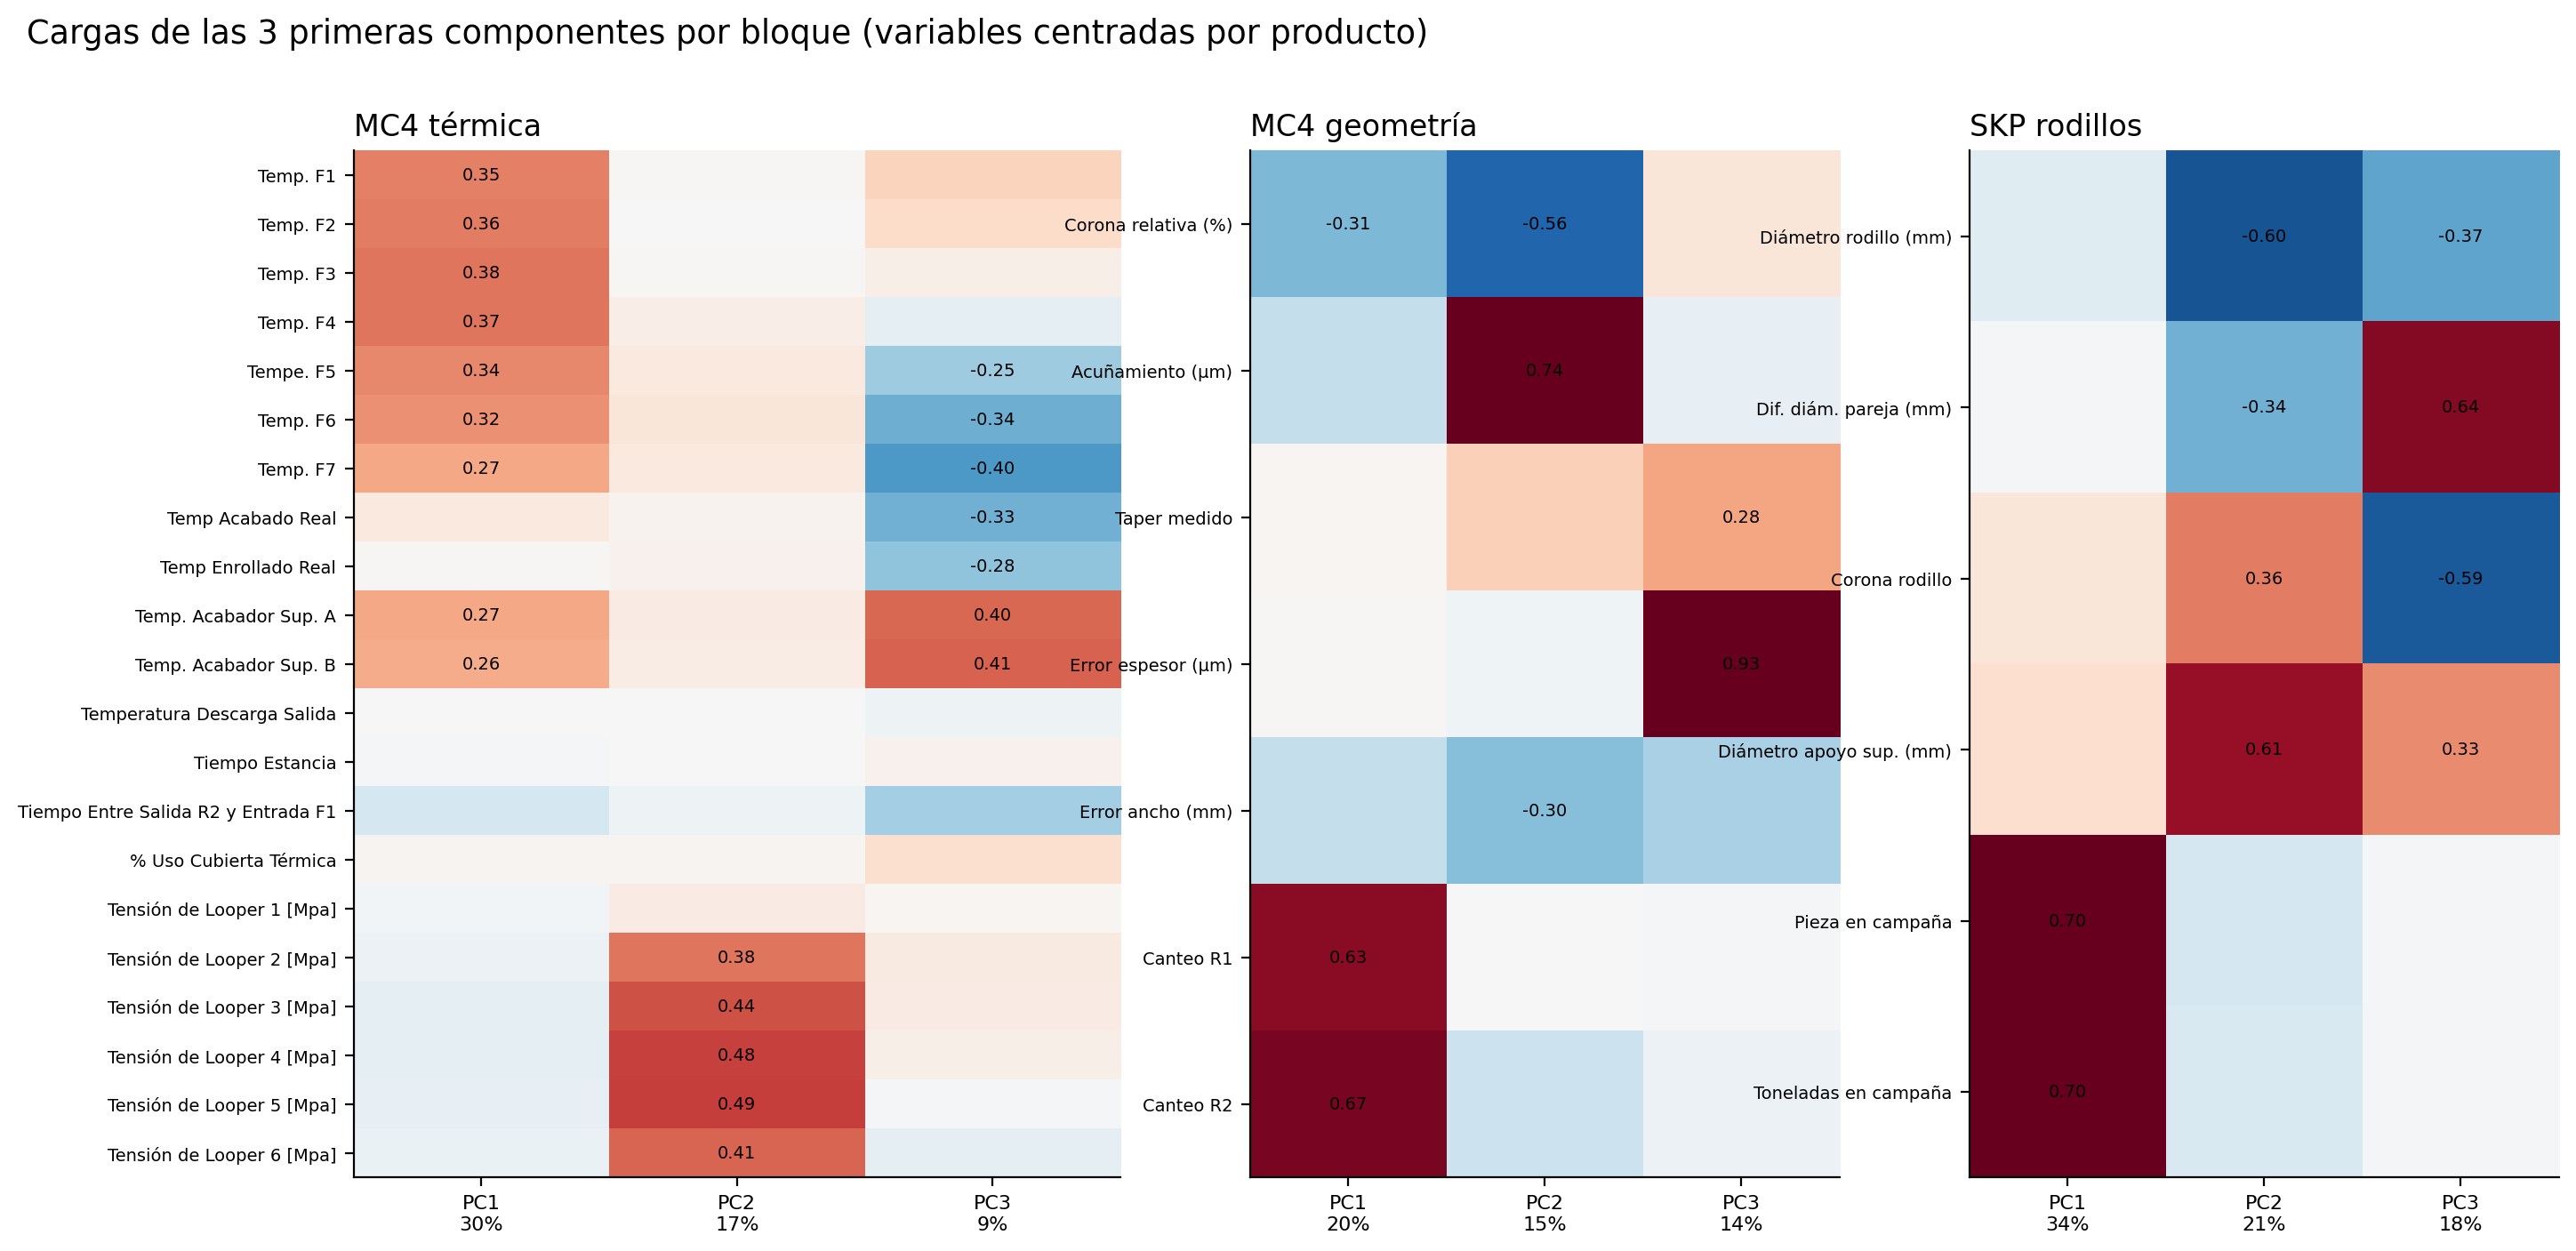 Cargas de las 3 primeras componentes por bloque (variables centradas por producto)
MC4 térmica
Temp. F1 0.35
Temp. F2 0.36
Temp. F3 0.38
Temp. F4 0.37
Tempe. F5 0.34 -0.25
Temp. F6 0.32 -0.34
Temp. F7 0.27 -0.40
Temp Acabado Real -0.33
Temp Enrollado Real -0.28
Temp. Acabador Sup. A 0.27 0.40
Temp. Acabador Sup. B 0.26 0.41
Temperatura Descarga Salida
Tiempo Estancia
Tiempo Entre Salida R2 y Entrada F1
% Uso Cubierta Térmica
Tensión de Looper 1 [Mpa]
Tensión de Looper 2 [Mpa] 0.38
Tensión de Looper 3 [Mpa] 0.44
Tensión de Looper 4 [Mpa] 0.48
Tensión de Looper 5 [Mpa] 0.49
Tensión de Looper 6 [Mpa] 0.41
PC1 PC2 PC3
30% 17% 9%
MC4 geometría
Corona relativa (%) -0.31 -0.56
Acuñamiento (µm) 0.74
Taper medido 0.28
Error espesor (µm) 0.93
Error ancho (mm) -0.30
Canteo R1 0.63
Canteo R2 0.67
PC1 PC2 PC3
20% 15% 14%
SKP rodillos
Diámetro rodillo (mm) -0.60 -0.37
Dif. diám. pareja (mm) -0.34 0.64
Corona rodillo 0.36 -0.59
Diámetro apoyo sup. (mm) 0.61 0.33
Pieza en campaña 0.70
Toneladas en campaña 0.70
PC1 PC2 PC3
34% 21% 18%